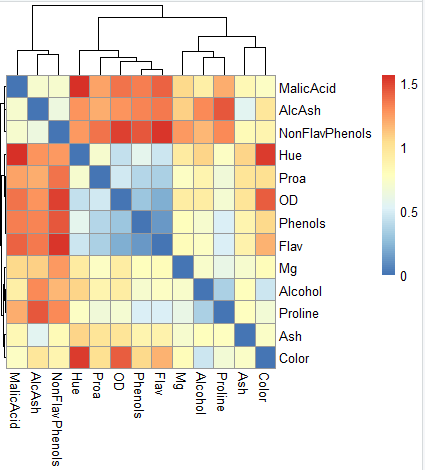 MalicAcid
AlcAsh
NonFlavPhenols
Hue
Proa
OD
Phenols
Flav
Mg
Alcohol
Proline
Ash
Color
1.5
1
0.5
0
MalicAcid
AlcAsh
NonFlavPhenols
Hue
Proa
OD
Phenols
Flav
Mg
Alcohol
Proline
Ash
Color